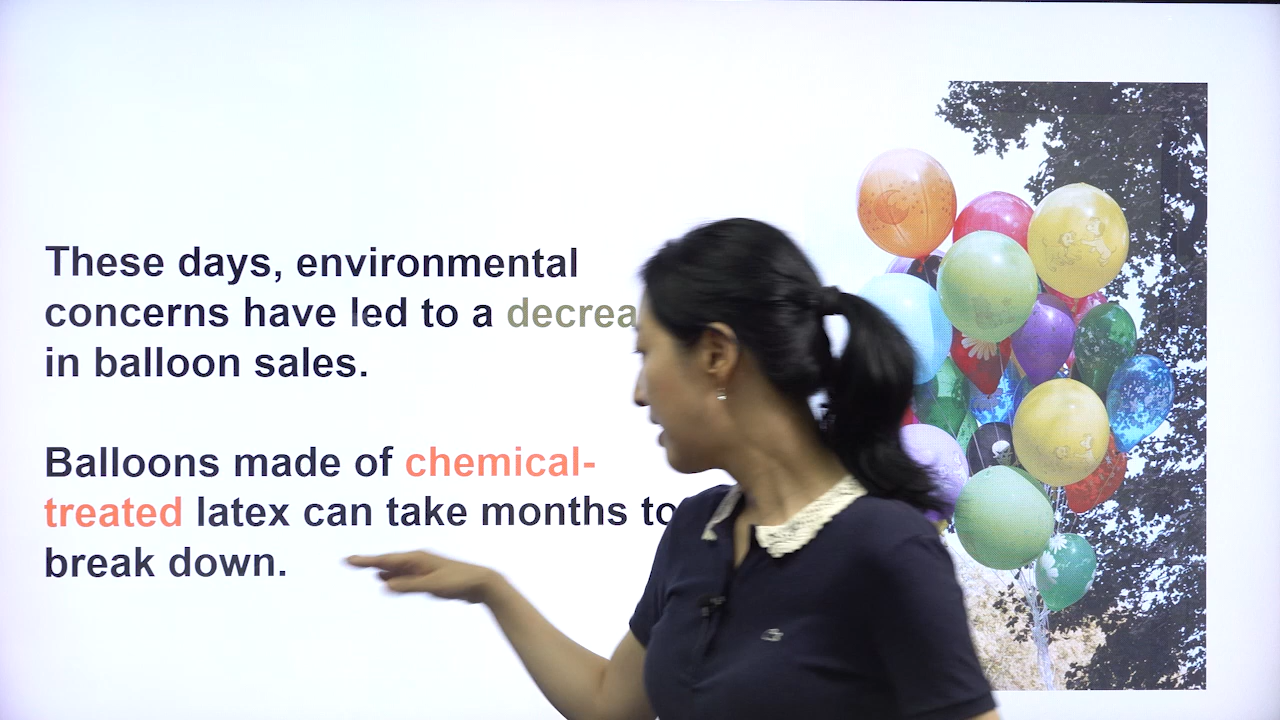 These days, environmental
concerns have led to a
in balloon sales.
Balloons made of chemical-
treated latex can take months to
break down.